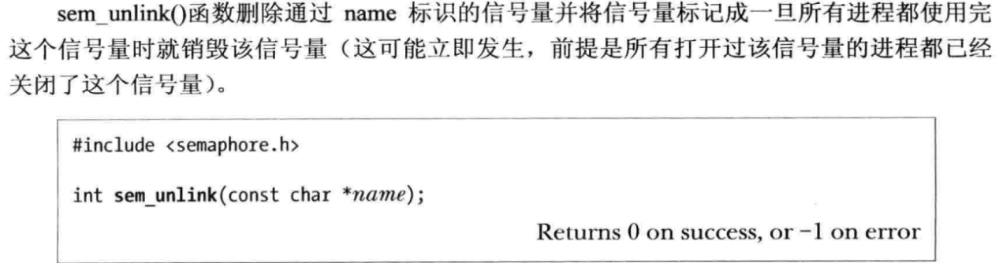 sem_unlink()函数删除通过 name 标识的信号量并将信号量标记成一旦所有进程都使用完
这个信号量时就销毁该信号量（这可能立即发生，前提是所有打开过该信号量的进程都已经
关闭了这个信号量）。
#include <semaphore.h>
int sem_unlink(const char *name);
Returns 0 on success, or −1 on error